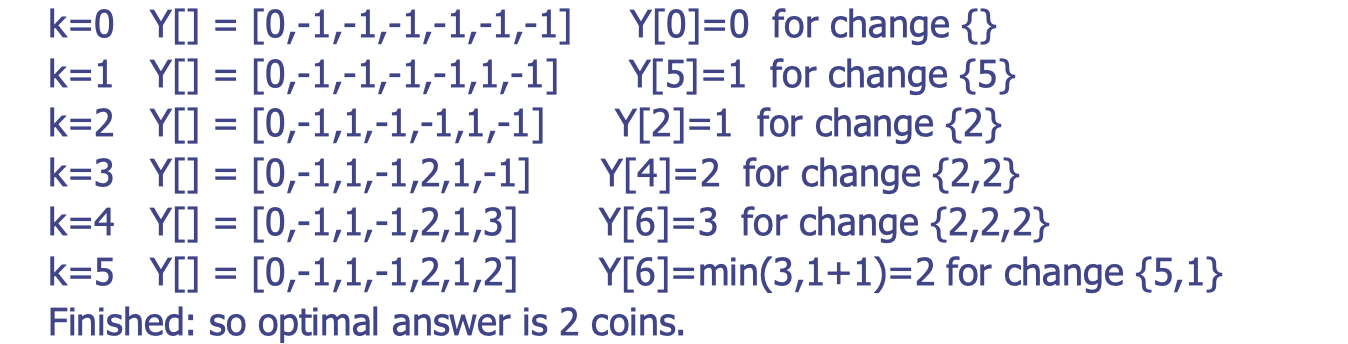 k=0 Y[] = [0,-1,-1,-1,-1,-1,-1] Y[0]=0 for change {}
k=1 Y[] = [0,-1,-1,-1,-1,1,-1] Y[5]=1 for change {5}
k=2 Y[] = [0,-1,1,-1,-1,1,-1] Y[2]=1 for change {2}
k=3 Y[] = [0,-1,1,-1,2,1,-1] Y[4]=2 for change {2,2}
k=4 Y[] = [0,-1,1,-1,2,1,3] Y[6]=3 for change {2,2,2}
k=5 Y[] = [0,-1,1,-1,2,1,2] Y[6]=min(3,1+1)=2 for change {5,1}
Finished: so optimal answer is 2 coins.